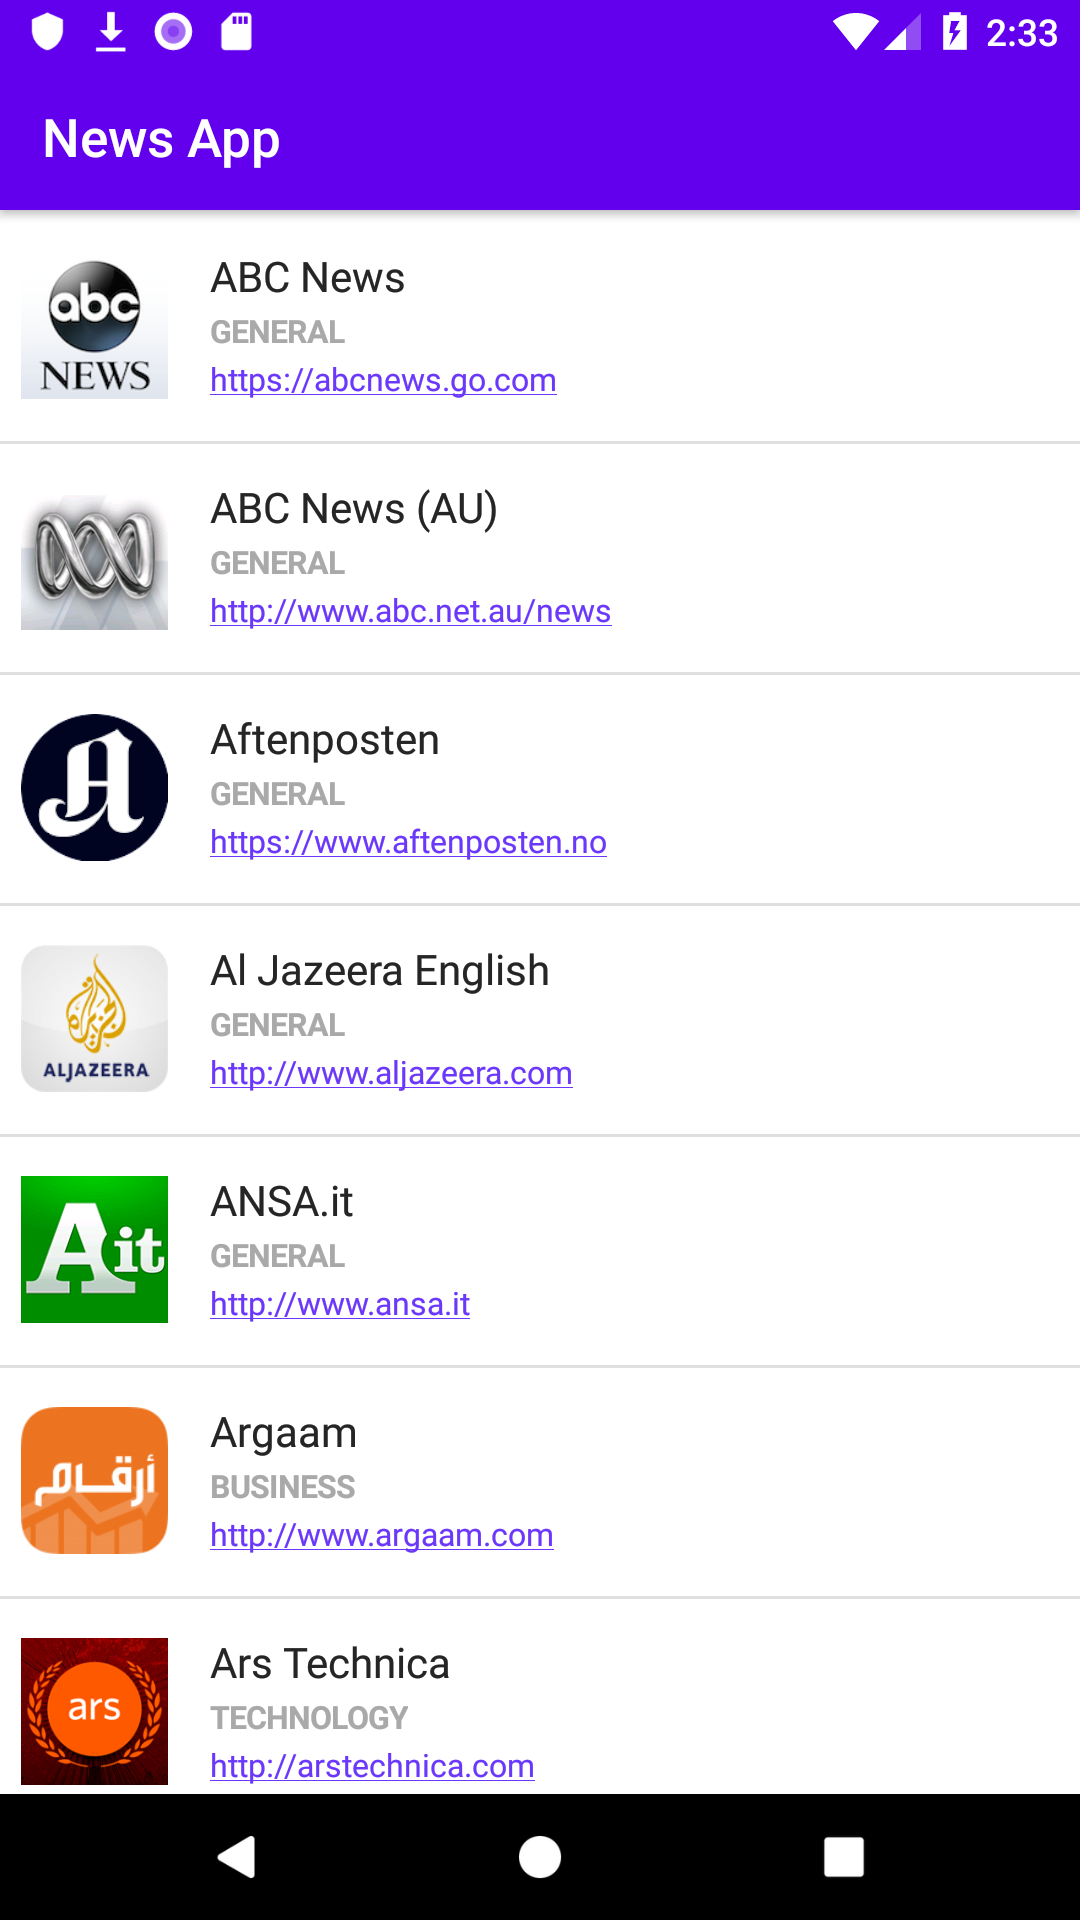 2:33
News App
abc
NEWS
ABC News
GENERAL
https://abcnews.go.com
ABC News (AU)
GENERAL
http://www.abc.net.au/news
A
Aftenposten
GENERAL
https://www.aftenposten.no
ALJAZEERA
Al Jazeera English
GENERAL
http://www.aljazeera.com
Ait
ANSA.it
GENERAL
http://www.ansa.it
أرقام
Argaam
BUSINESS
http://www.argaam.com
ars
Ars Technica
TECHNOLOGY
http://arstechnica.com